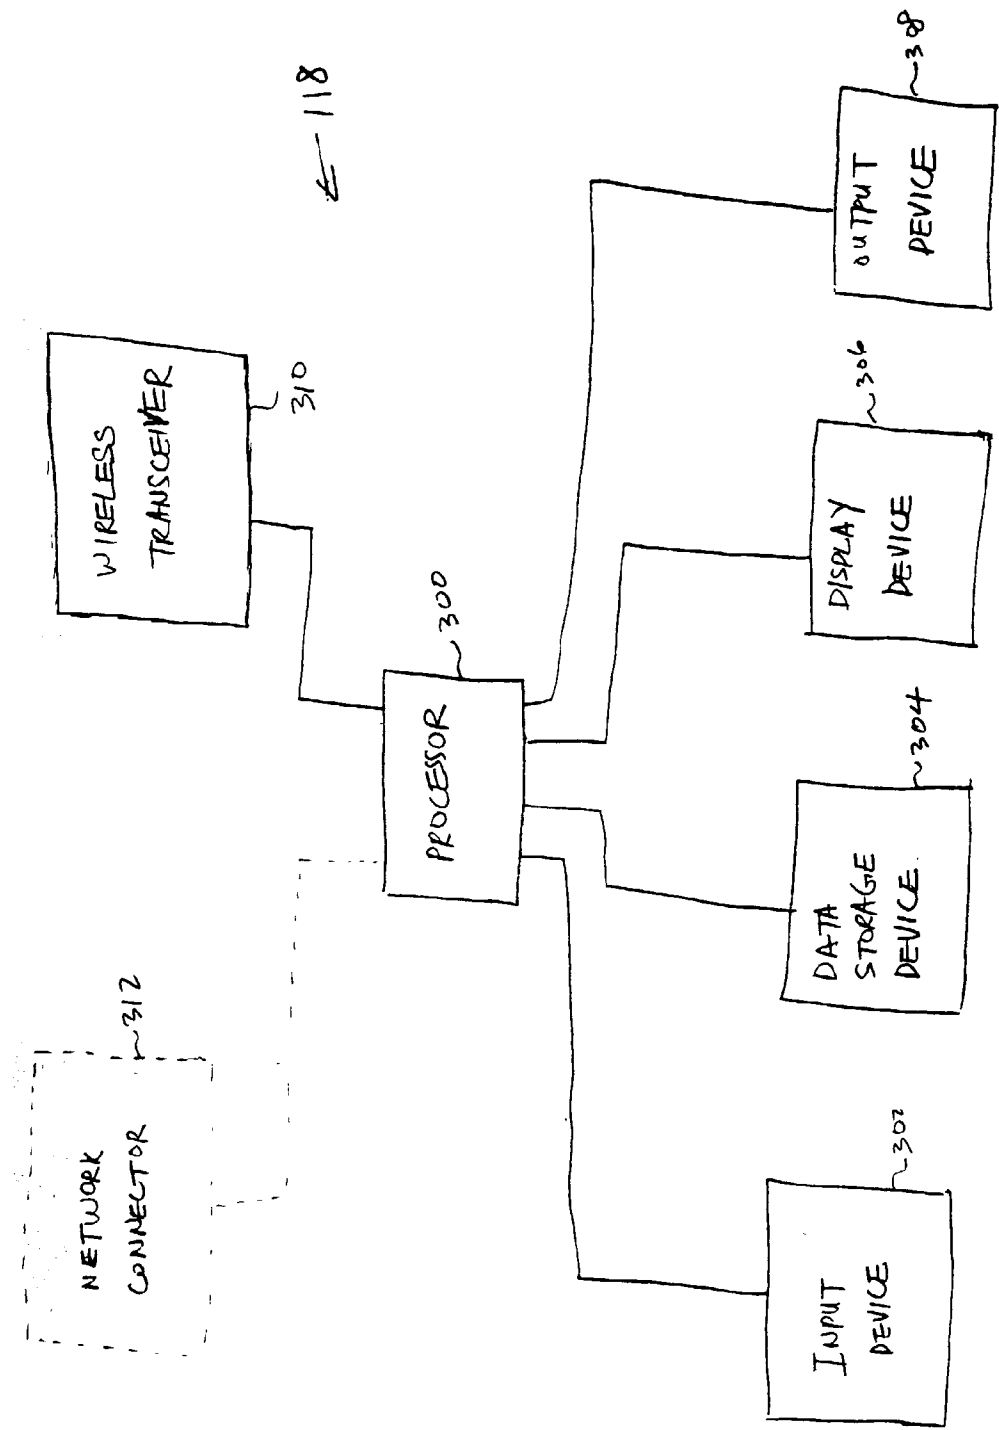 118
NETWORK
CONNECTOR
312
WIRELESS
TRANSCEIVER
310
PROCESSOR
300
INPUT
DEVICE
302
DATA
STORAGE
DEVICE
304
DISPLAY
DEVICE
306
OUTPUT
DEVICE
308